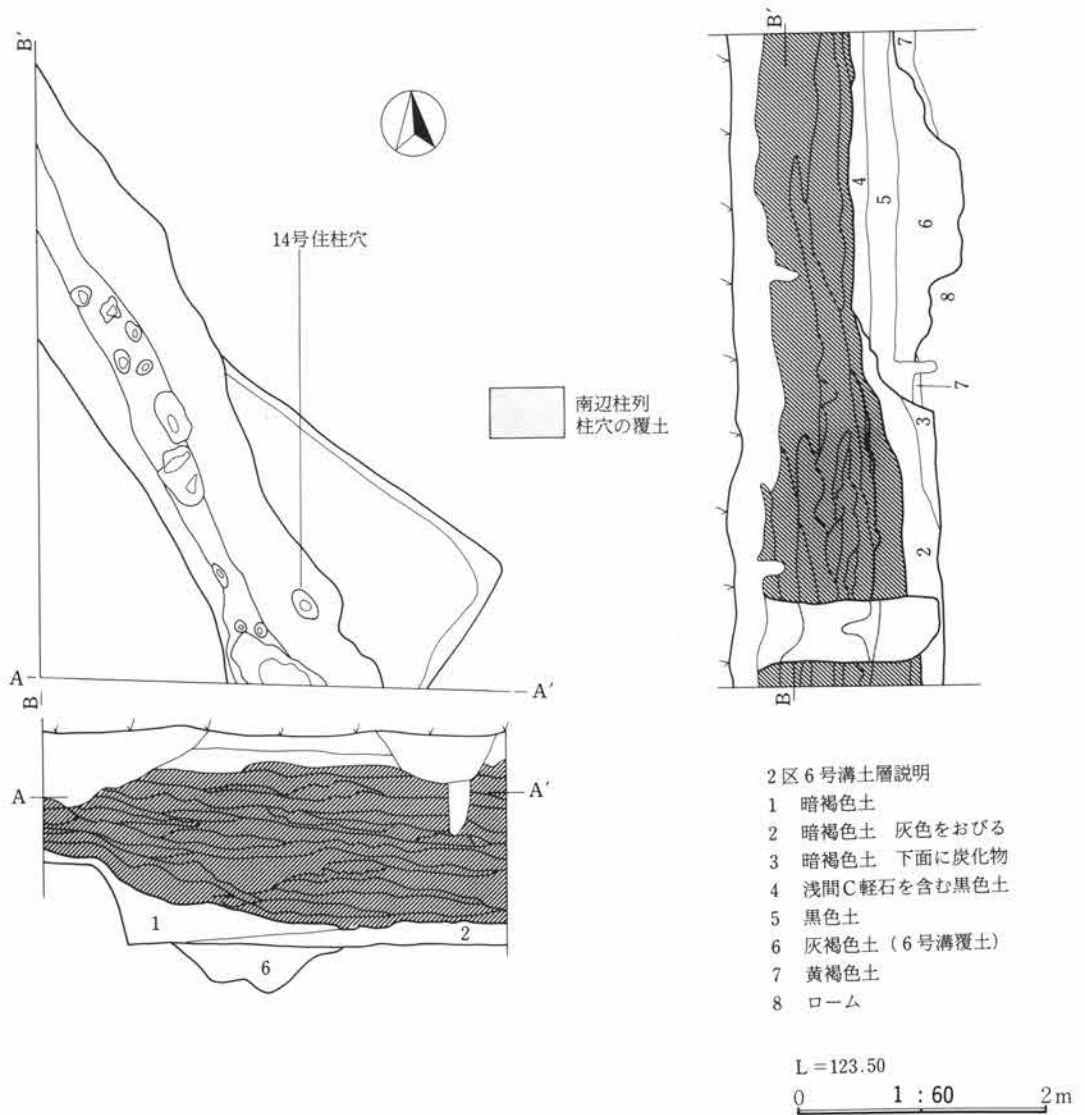 B′
14号住柱穴
南辺柱列
柱穴の覆土
A
A′
B
A
A′
1
2
6
B′
7
4
5
6
8
7
3
2
B
2区6号溝土層説明
1 暗褐色土
2 暗褐色土 灰色をおびる
3 暗褐色土 下面に炭化物
4 浅間C軽石を含む黒色土
5 黒色土
6 灰褐色土（6号溝覆土）
7 黄褐色土
8 ローム
L=123.50
0 1:60 2m